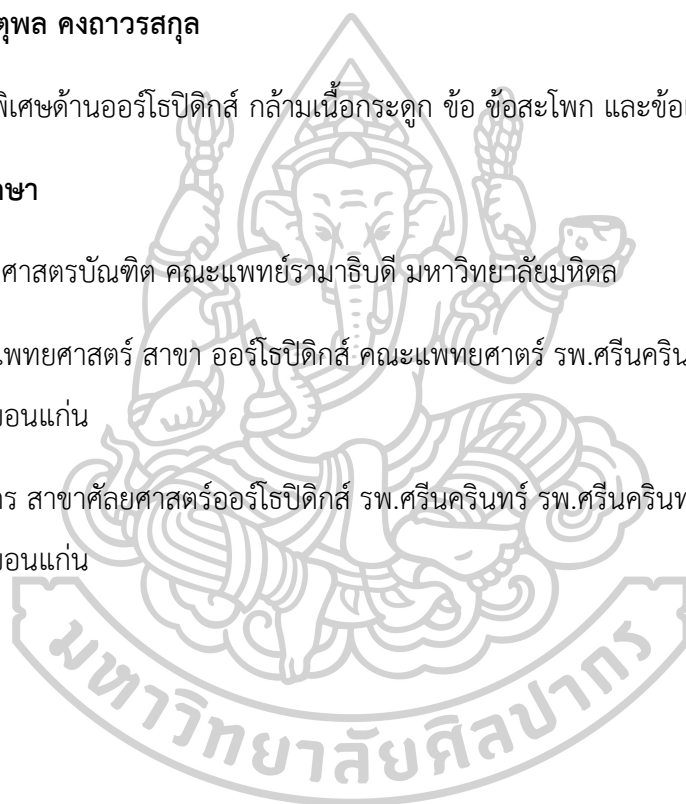 ตุพล คงถาวรสกุล
พิเศษด้านออร์โธปิดิกส์ กล้ามเนื้อกระดูก ข้อ ข้อสะโพก และข้อเ
าษา
ศาสตรบัณฑิต คณะแพทย์รามาธิบดี มหาวิทยาลัยมหิดล
แพทยศาสตร์ สาขา ออร์โธปิดิกส์ คณะแพทยศาตร์ รพ.ศรีนคริน
ขอนแก่น
กร สาขาศัลยศาสตร์ออร์โธปิดิกส์ รพ.ศรีนครินทร์ รพ.ศรีนครินท
ขอนแก่น
มหาวิทยาลัยศิลปากร